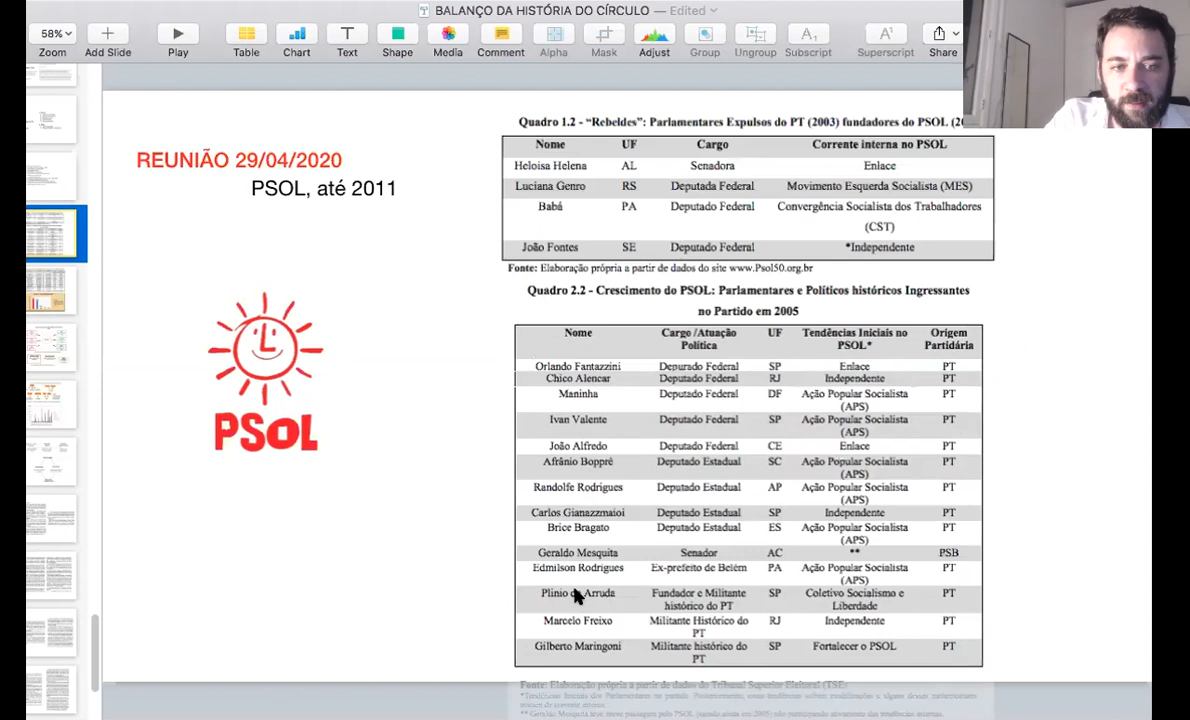 BALANÇO DA HISTÓRIA DO CÍRCULO — Edited
58%
Zoom
Add Slide
Play
Table
Chart
Text
Shape
Media
Comment
Alpha
Mask
Adjust
Group
Ungroup
Subscript
Superscript
Share
REUNIÃO 29/04/2020
PSOL, até 2011
PSOL
Quadro 1.2 - “Rebeldes”: Parlamentares Expulsos do PT (2003) fundadores do PSOL (20
Nome UF Cargo Corrente interna no PSOL
Heloisa Helena AL Senadora Enlace
Luciana Genro RS Deputada Federal Movimento Esquerda Socialista (MES)
Babá PA Deputado Federal Convergência Socialista dos Trabalhadores
(CST)
João Fontes SE Deputado Federal *Independente
Fonte: Elaboração própria a partir de dados do site www.Psol50.org.br
Quadro 2.2 - Crescimento do PSOL: Parlamentares e Políticos históricos Ingressantes
no Partido em 2005
Nome Cargo /Atuação UF Tendências Iniciais no Origem
Política PSOL* Partidária
Orlando Fantazzini Deputado Federal SP Enlace PT
Chico Alencar Deputado Federal RJ Independente PT
Maninha Deputada Federal DF Ação Popular Socialista PT
(APS)
Ivan Valente Deputado Federal SP Ação Popular Socialista PT
(APS)
João Alfredo Deputado Federal CE Enlace PT
Afrânio Boppré Deputado Estadual SC Ação Popular Socialista PT
(APS)
Randolfe Rodrigues Deputado Estadual AP Ação Popular Socialista PT
(APS)
Carlos Gianazzmaioi Deputado Estadual SP Independente PT
Brice Bragato Deputado Estadual ES Ação Popular Socialista PT
(APS)
Geraldo Mesquita Senador AC ** PSB
Edmilson Rodrigues Ex-prefeito de Belém PA Ação Popular Socialista PT
(APS)
Plinio de Arruda Fundador e Militante SP Coletivo Socialismo e PT
histórico do PT Liberdade
Marcelo Freixo Militante Histórico do RJ Independente PT
PT
Gilberto Maringoni Militante histórico do SP Fortalecer o PSOL PT
PT
Fonte: Elaboração própria a partir de dados do Tribunal Superior Eleitoral (TSE)